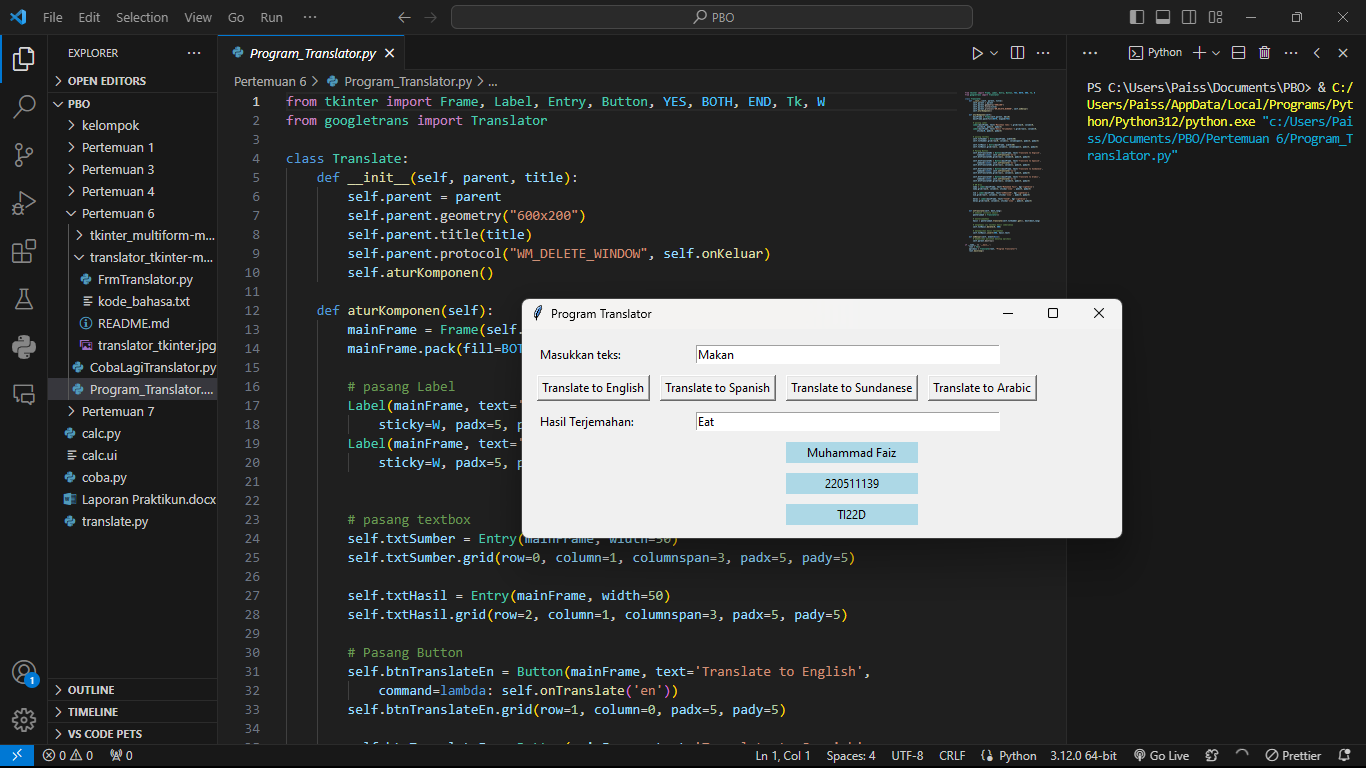 File Edit Selection View Go Run ··· PBO
EXPLORER ···
OPEN EDITORS
PBO
kelompok
Pertemuan 1
Pertemuan 3
Pertemuan 4
Pertemuan 6
tkinter_multiform-m...
translator_tkinter-m...
FrmTranslator.py
kode_bahasa.txt
README.md
translator_tkinter.jpg
CobaLagiTranslator.py
Program_Translator....
Pertemuan 7
calc.py
calc.ui
coba.py
Laporan Praktikun.docx
translate.py
OUTLINE
TIMELINE
VS CODE PETS
Program_Translator.py
Pertemuan 6 > Program_Translator.py > ...
1 from tkinter import Frame, Label, Entry, Button, YES, BOTH, END, Tk, W
2 from googletrans import Translator
3
4 class Translate:
5 def __init__(self, parent, title):
6 self.parent = parent
7 self.parent.geometry("600x200")
8 self.parent.title(title)
9 self.parent.protocol("WM_DELETE_WINDOW", self.onKeluar)
10 self.aturKomponen()
11
12 def aturKomponen(self):
13 mainFrame = Frame(self.
14 mainFrame.pack(fill=BOT
15
16 # pasang Label
17 Label(mainFrame, text='
18 sticky=W, padx=5, p
19 Label(mainFrame, text='
20 sticky=W, padx=5, p
21
22
23 # pasang textbox
24 self.txtSumber = Entry(mainFrame, width=50)
25 self.txtSumber.grid(row=0, column=1, columnspan=3, padx=5, pady=5)
26
27 self.txtHasil = Entry(mainFrame, width=50)
28 self.txtHasil.grid(row=2, column=1, columnspan=3, padx=5, pady=5)
29
30 # Pasang Button
31 self.btnTranslateEn = Button(mainFrame, text='Translate to English',
32 command=lambda: self.onTranslate('en'))
33 self.btnTranslateEn.grid(row=1, column=0, padx=5, pady=5)
34
Program Translator
Masukkan teks: Makan
Translate to English Translate to Spanish Translate to Sundanese Translate to Arabic
Hasil Terjemahan: Eat
Muhammad Faiz
220511139
TI22D
Python
PS C:\Users\Paiss\Documents\PBO> & C:/
Users/Paiss/AppData/Local/Programs/Pyt
hon/Python312/python.exe "c:/Users/Pai
ss/Documents/PBO/Pertemuan 6/Program_T
ranslator.py"
1
0 0 0 Ln 1, Col 1 Spaces: 4 UTF-8 CRLF Python 3.12.0 64-bit Go Live Prettier